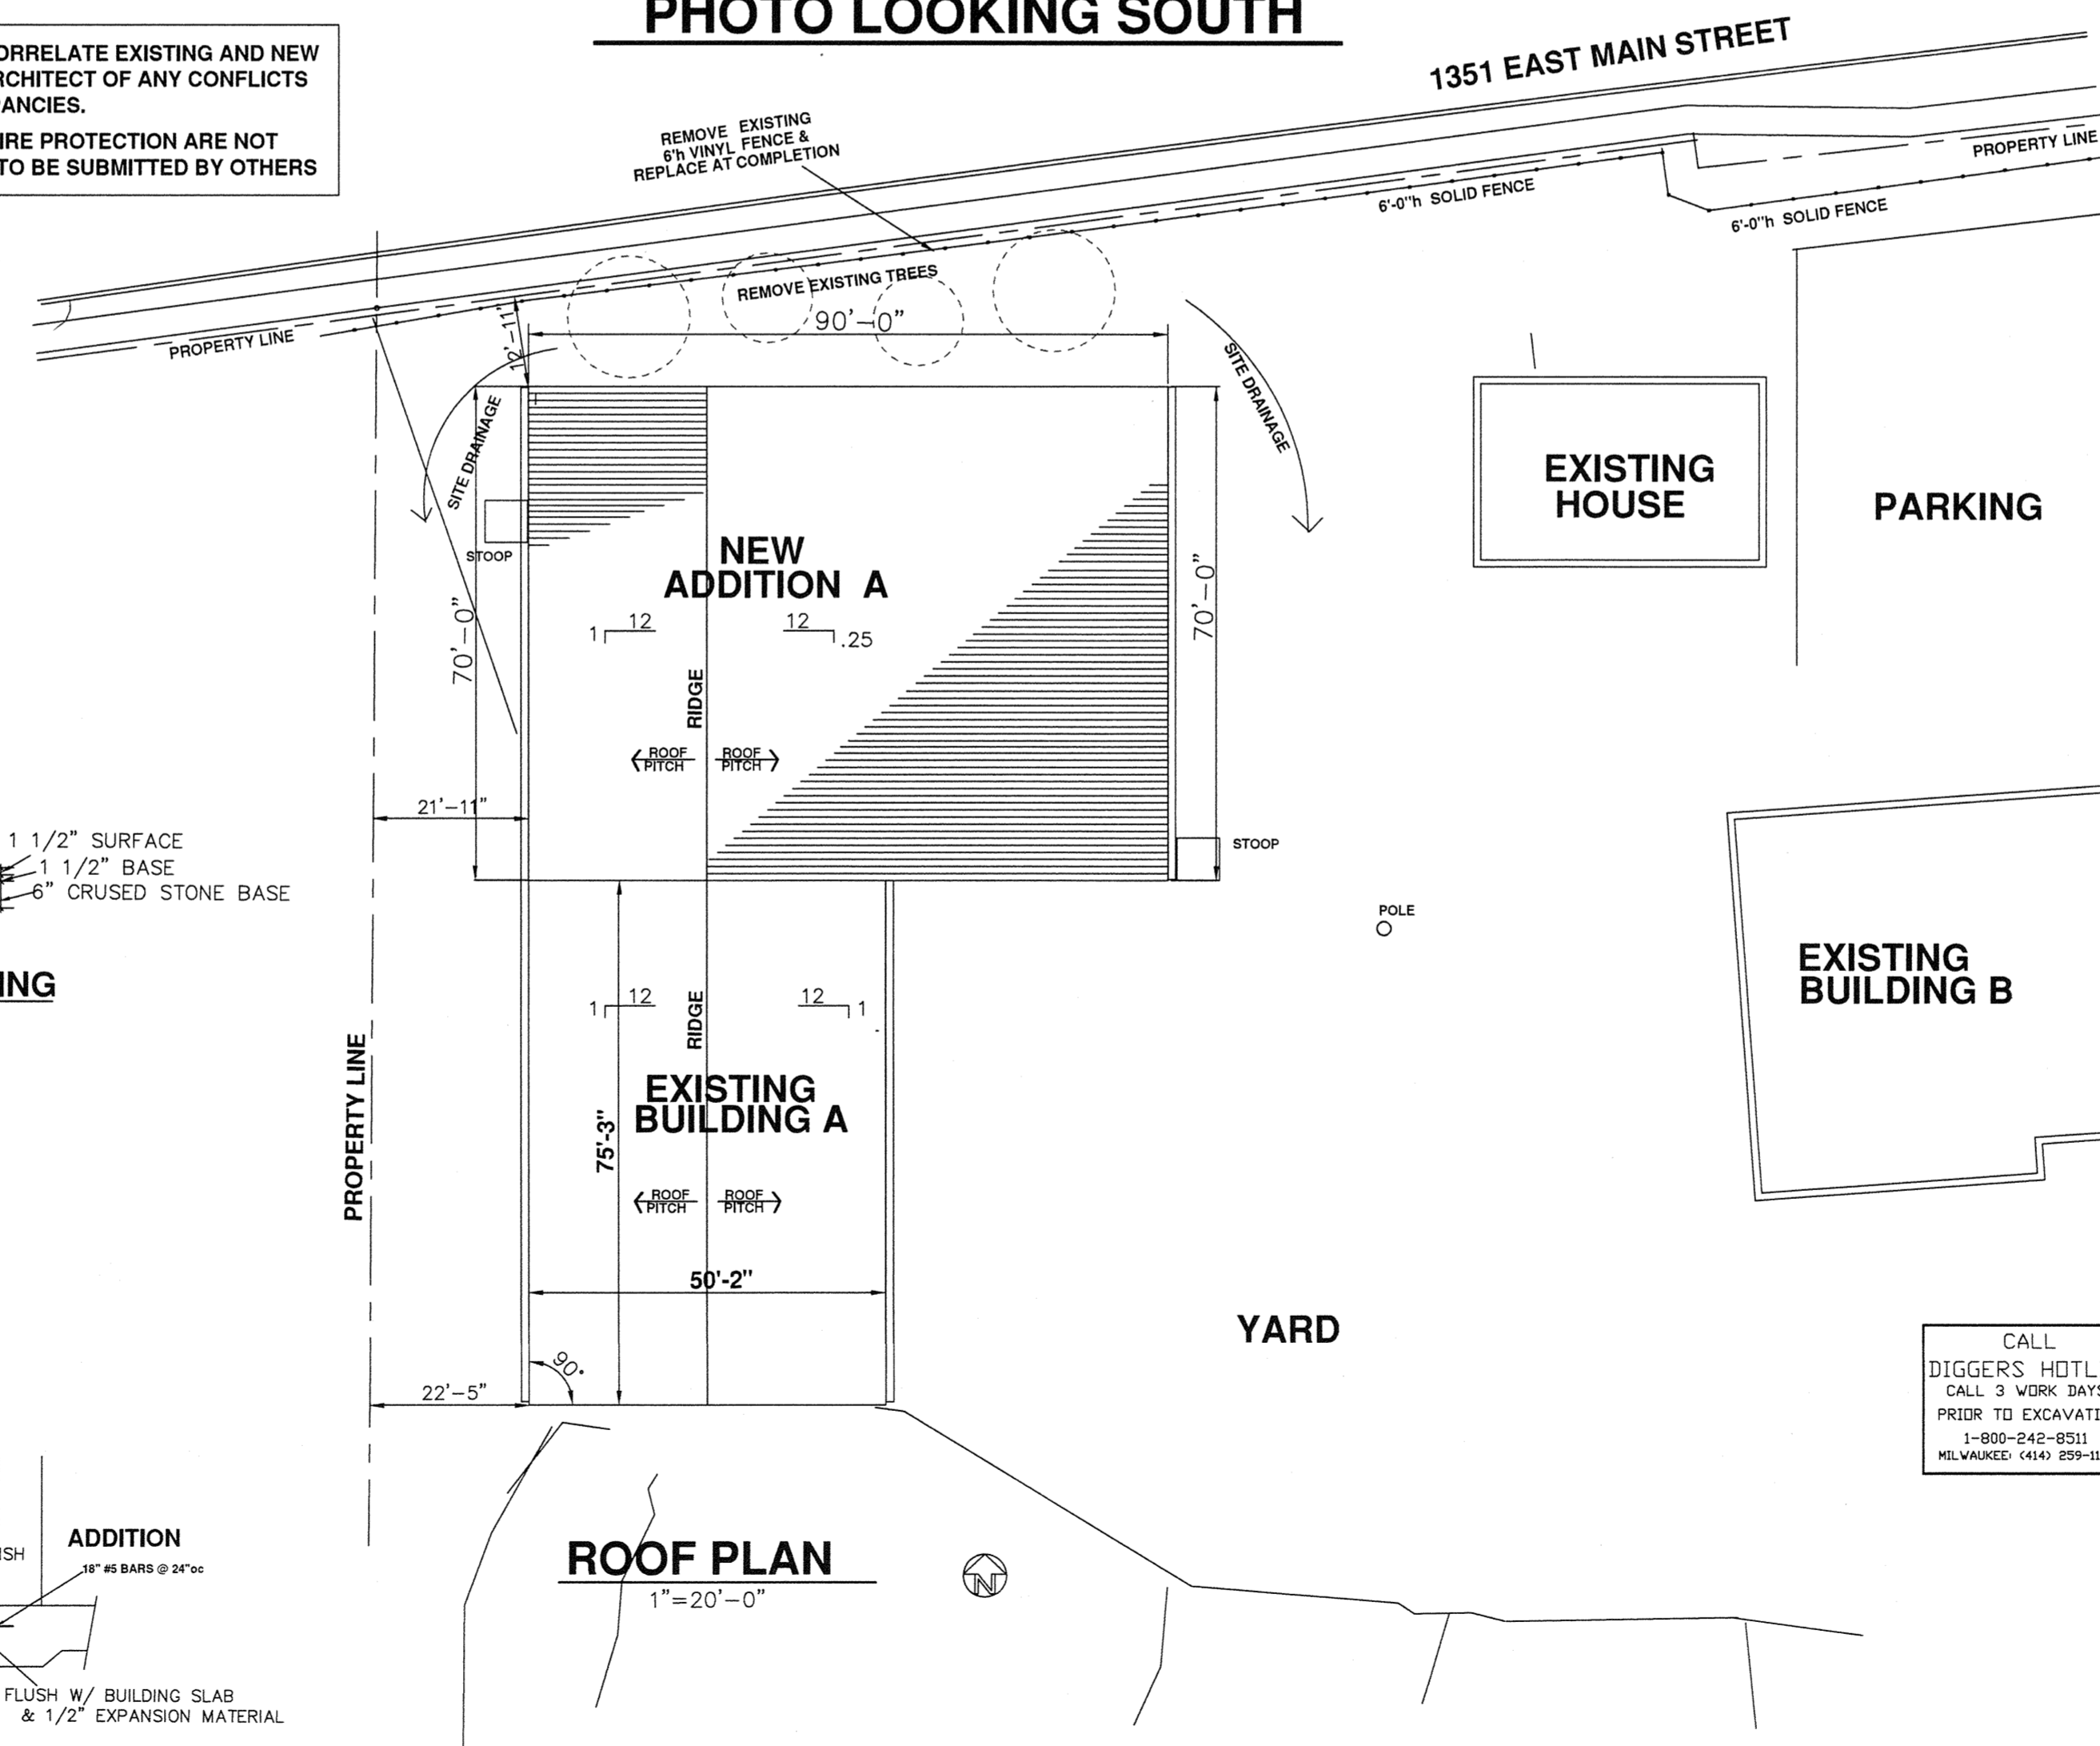 PHOTO LOOKING SOUTH
ORRELATE EXISTING AND NEW
RCHITECT OF ANY CONFLICTS
ANCIES.
IRE PROTECTION ARE NOT
TO BE SUBMITTED BY OTHERS
1351 EAST MAIN STREET
REMOVE EXISTING
6'h VINYL FENCE &
REPLACE AT COMPLETION
PROPERTY LINE
6'-0"h SOLID FENCE
6'-0"h SOLID FENCE
REMOVE EXISTING TREES
PROPERTY LINE
12'-11"
90'-0"
SITE DRAINAGE
SITE DRAINAGE
STOOP
NEW
ADDITION A
EXISTING
HOUSE
PARKING
70'-0"
70'-0"
1 12
12 .25
RIDGE
ROOF
PITCH
ROOF
PITCH
21'-11"
STOOP
1 1/2" SURFACE
1 1/2" BASE
6" CRUSED STONE BASE
ING
POLE
EXISTING
BUILDING B
1 12
12 1
RIDGE
EXISTING
BUILDING A
75'-3"
PROPERTY LINE
ROOF
PITCH
ROOF
PITCH
50'-2"
YARD
90°
22'-5"
CALL
DIGGERS HOTL
CALL 3 WORK DAYS
PRIOR TO EXCAVATI
1-800-242-8511
MILWAUKEE: (414) 259-11
ROOF PLAN
1"=20'-0"
N
ISH
ADDITION
18" #5 BARS @ 24"oc
FLUSH W/ BUILDING SLAB
& 1/2" EXPANSION MATERIAL